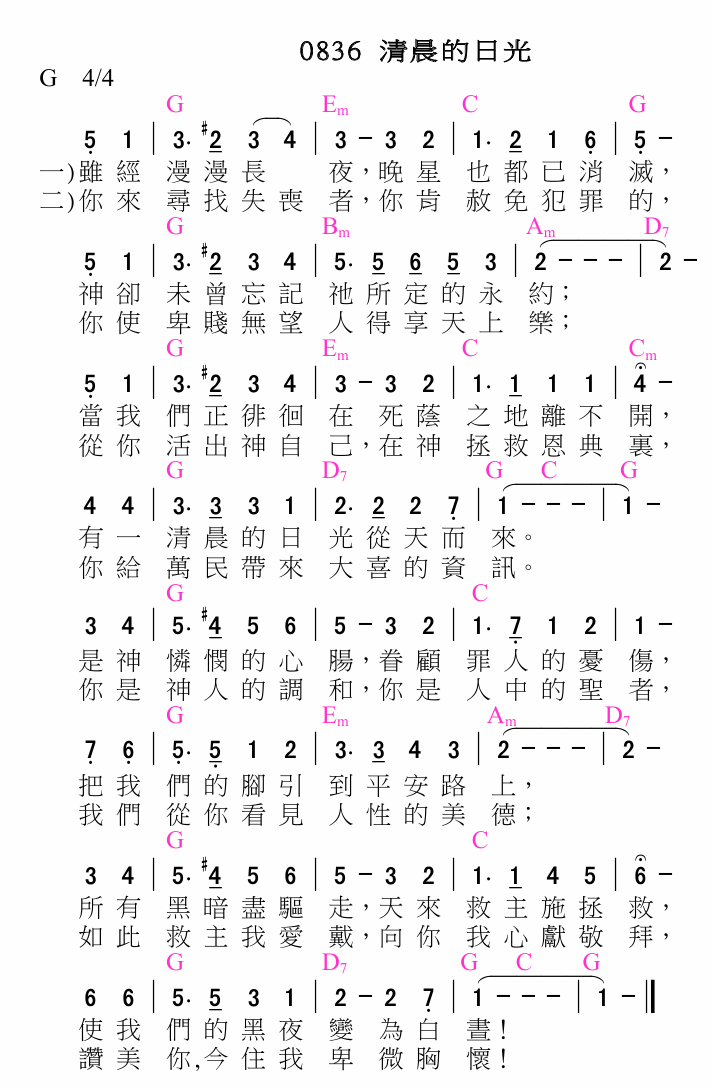 0836 清晨的日光
G 4/4
G Em C G
5 1 | 3. #2 3 4 | 3 - 3 2 | 1. 2 1 6 | 5 -
一)雖經 漫漫長 夜，晚星 也都已消 滅，
二)你來 尋找失喪 者，你肯 赦免犯罪 的，
G Bm Am D7
5 1 | 3. #2 3 4 | 5. 5 6 5 3 | 2 - - - | 2 -
神卻 未曾忘記 祂所定的永 約；
你使 卑賤無望 人得享天上 樂；
G Em C Cm
5 1 | 3. #2 3 4 | 3 - 3 2 | 1. 1 1 1 | 4 -
當我 們正徘徊 在 死蔭 之地離不 開，
從你 活出神自 己，在神 拯救恩典 裏，
G D7 G C G
4 4 | 3. 3 3 1 | 2. 2 2 7 | 1 - - - | 1 -
有一 清晨的日 光從天而 來。
你給 萬民帶來 大喜的資 訊。
G C
3 4 | 5. #4 5 6 | 5 - 3 2 | 1. 7 1 2 | 1 -
是神 憐憫的心 腸，眷顧 罪人的憂 傷，
你是 神人的調 和，你是 人中的聖 者，
G Em Am D7
7 6 | 5. 5 1 2 | 3. 3 4 3 | 2 - - - | 2 -
把我 們的腳引 到平安路 上，
我們 從你看見 人性的美 德；
G C
3 4 | 5. #4 5 6 | 5 - 3 2 | 1. 1 4 5 | 6 -
所有 黑暗盡驅 走，天來 救主施拯 救，
如此 救主我愛 戴，向你 我心獻敬 拜，
G D7 G C G
6 6 | 5. 5 3 1 | 2 - 2 7 | 1 - - - | 1 - ||
使我 們的黑夜 變 為白 晝！
讚美 你,今住我 卑 微胸 懷！